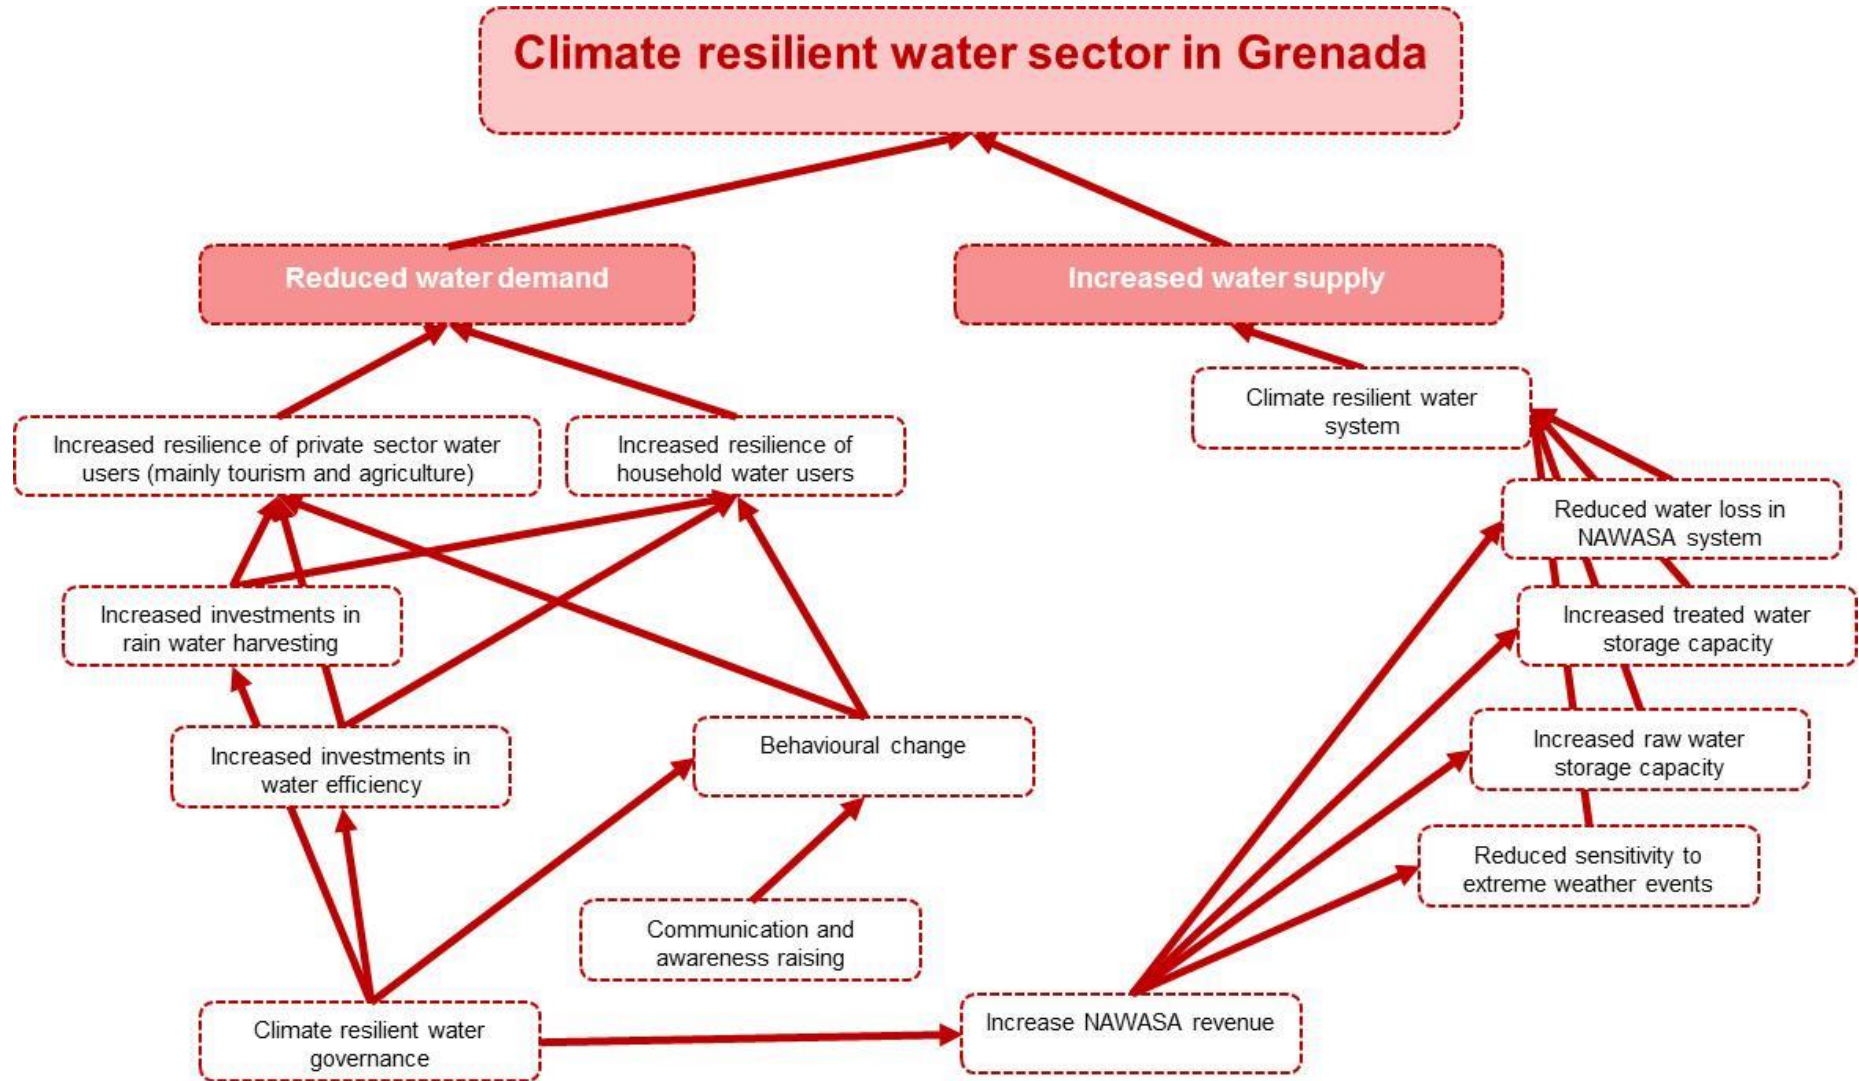 Climate resilient water sector in Grenada
Reduced water demand
Increased water supply
Climate resilient water
system
Increased resilience of private sector water
users (mainly tourism and agriculture)
Increased resilience of
household water users
Reduced water loss in
NAWASA system
Increased investments in
rain water harvesting
Increased treated water
storage capacity
Increased investments in
water efficiency
Behavioural change
Increased raw water
storage capacity
Reduced sensitivity to
extreme weather events
Communication and
awareness raising
Climate resilient water
governance
Increase NAWASA revenue